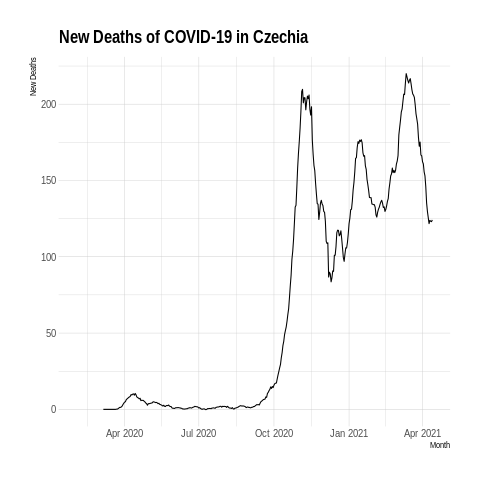 New Deaths of COVID-19 in Czechia
New Deaths
200
150
100
50
0
Apr 2020 Jul 2020 Oct 2020 Jan 2021 Apr 2021
Month